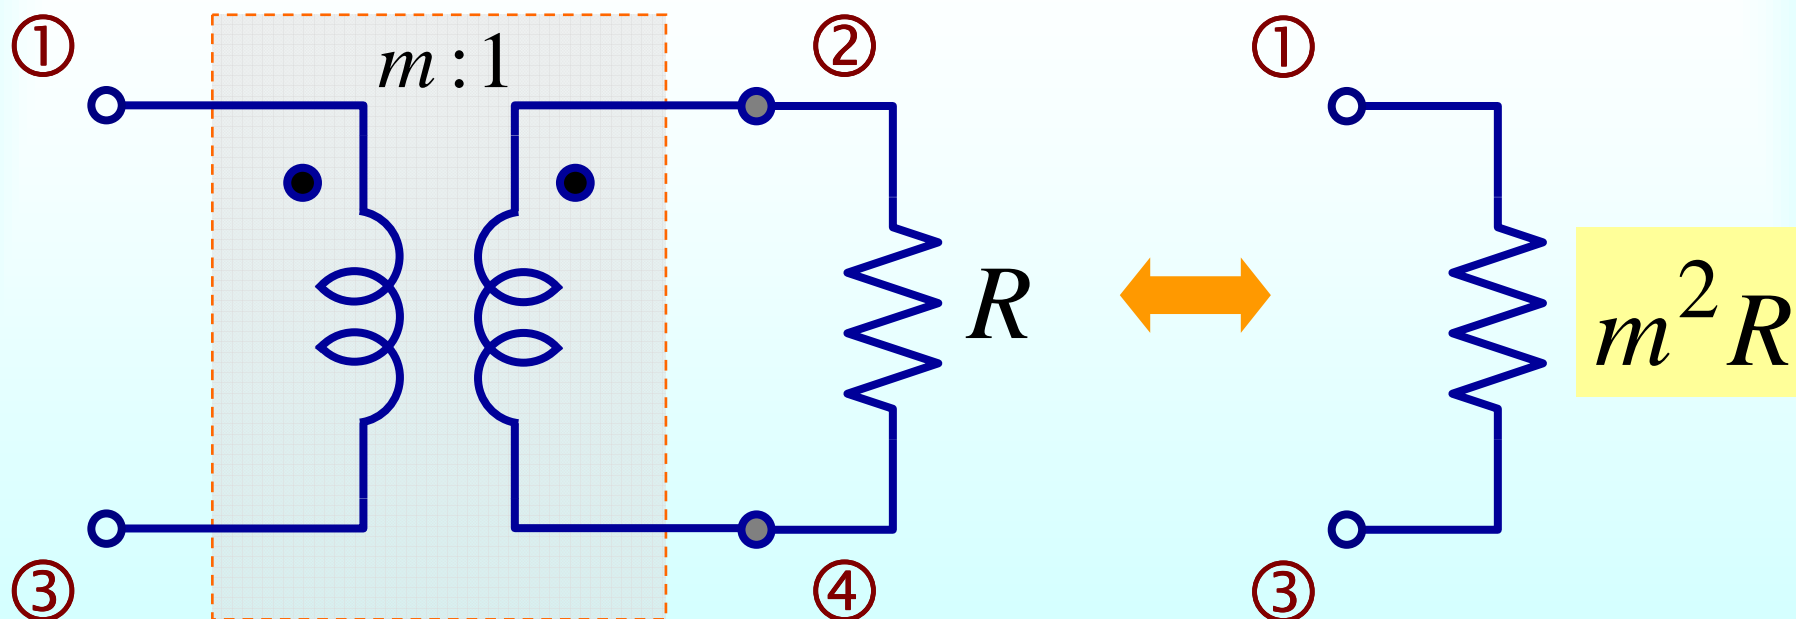 ① m : 1 ② ①
R m²R
③ ④ ③